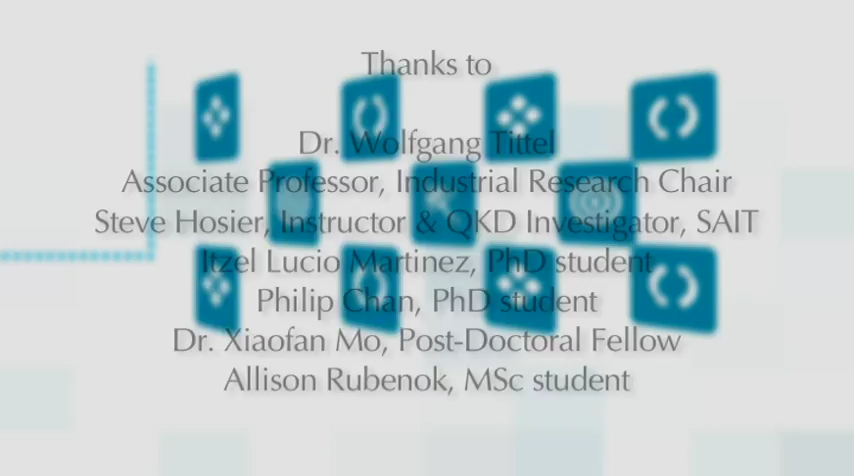 Thanks to
Dr. Wolfgang Tittel
Associate Professor, Industrial Research Chair
Steve Hosier, Instructor & QKD Investigator, SAIT
Itzel Lucio Martinez, PhD student
Philip Chan, PhD student
Dr. Xiaofan Mo, Post-Doctoral Fellow
Allison Rubenok, MSc student